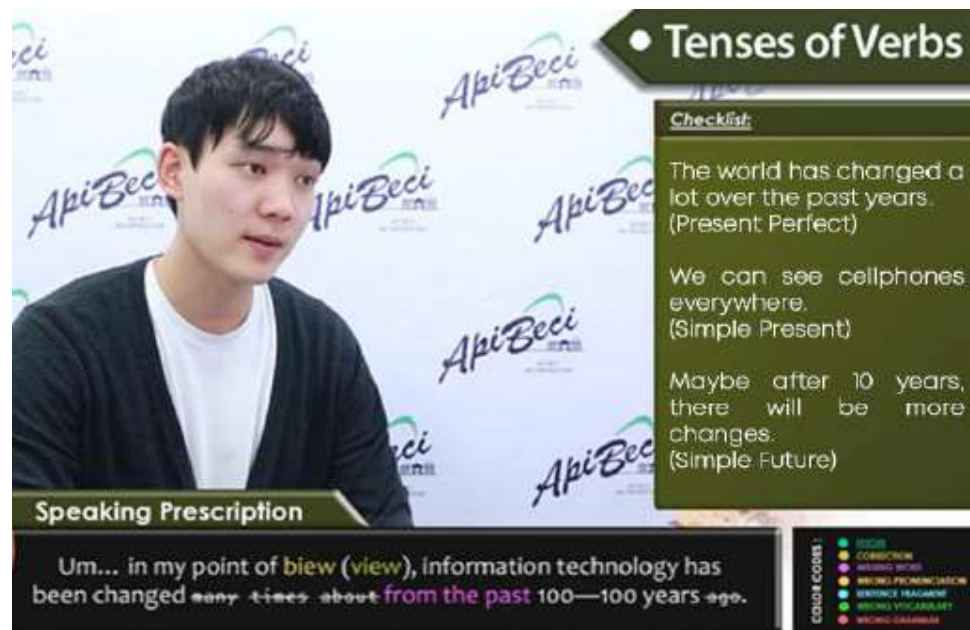 Tenses of Verbs
Checklist:
The world has changed a
lot over the past years.
(Present Perfect)
We can see cellphones
everywhere.
(Simple Present)
Maybe after 10 years,
there will be more
changes.
(Simple Future)
ApiBeci
ApiBeci
ApiBeci
ApiBeci
ApiBeci
Speaking Prescription
Um... in my point of biew (view), information technology has
been changed many times about from the past 100—100 years ago.
COLOR CODES :
CORRECTION
MISSING WORD
WRONG PRONUNCIATION
SENTENCE FRAGMENT
WRONG VOCABULARY
WRONG GRAMMAR